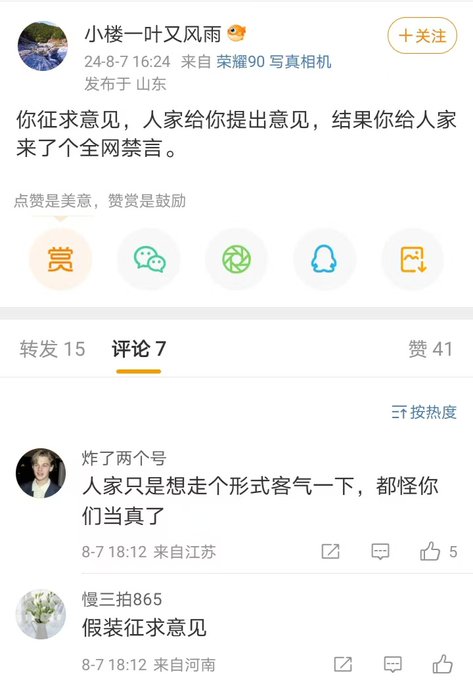 小楼一叶又风雨
+关注
24-8-7 16:24 来自 荣耀90 写真相机
发布于 山东
你征求意见，人家给你提出意见，结果你给人家
来了个全网禁言。
点赞是美意，赞赏是鼓励
赏
转发 15 评论 7 赞 41
按热度
炸了两个号
人家只是想走个形式客气一下，都怪你
们当真了
8-7 18:12 来自江苏 5
慢三拍865
假装征求意见
8-7 18:12 来自河南